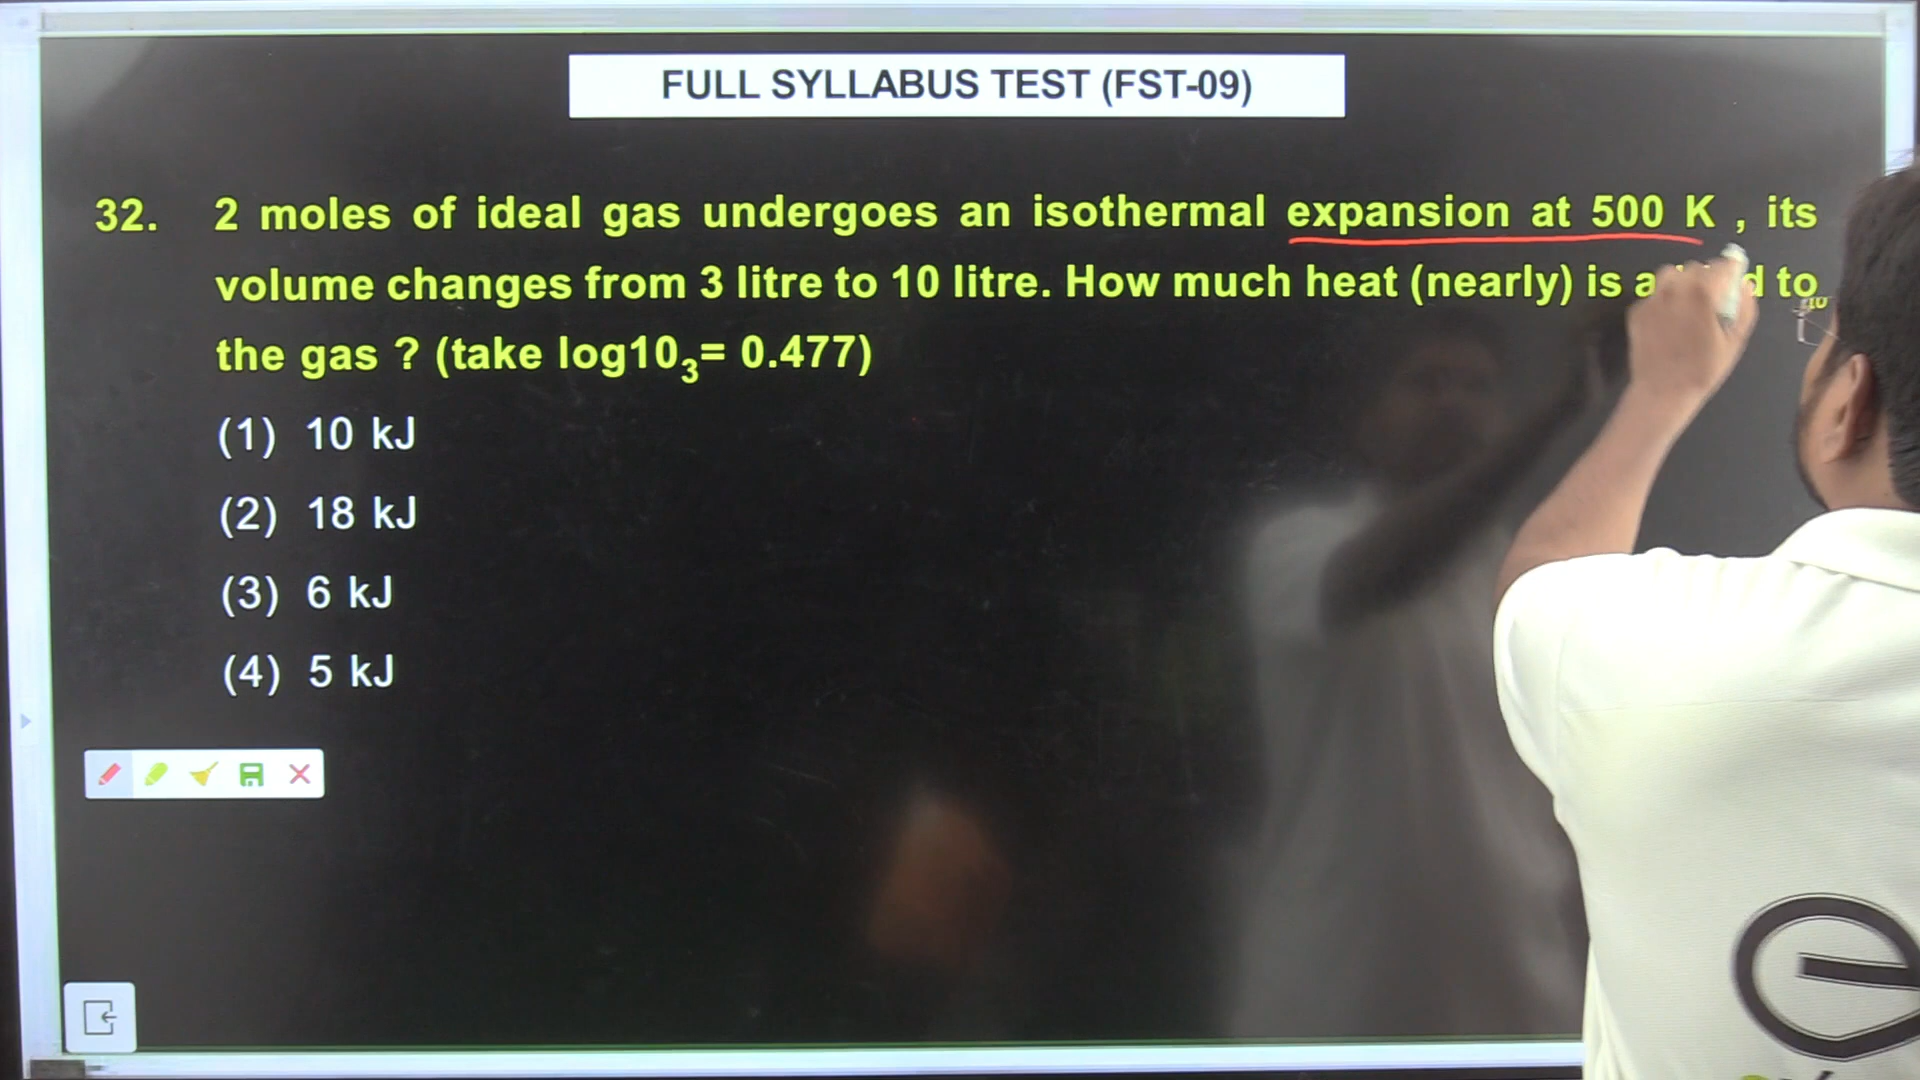 FULL SYLLABUS TEST (FST-09)
32. 2 moles of ideal gas undergoes an isothermal expansion at 500 K , its
volume changes from 3 litre to 10 litre. How much heat (nearly) is to
the gas ? (take log10₃= 0.477)
(1) 10 kJ
(2) 18 kJ
(3) 6 kJ
(4) 5 kJ